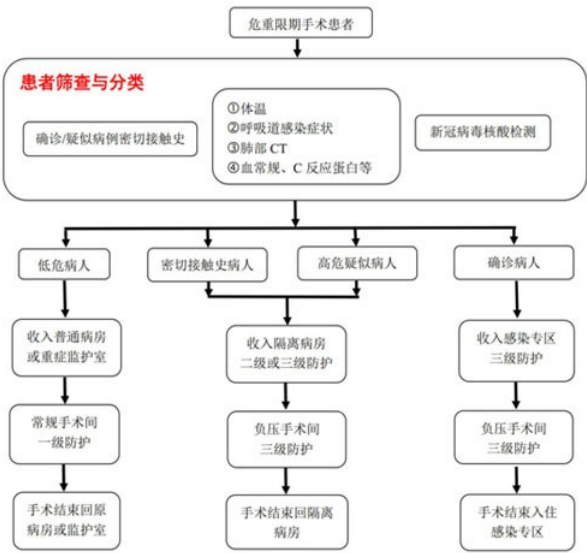 危重限期手术患者
患者筛查与分类
确诊/疑似病例密切接触史
①体温
②呼吸道感染症状
③肺部 CT
④血常规、C 反应蛋白等
新冠病毒核酸检测
低危病人
密切接触史病人
高危疑似病人
确诊病人
收入普通病房
或重症监护室
收入隔离病房
二级或三级防护
收入感染专区
三级防护
常规手术间
一级防护
负压手术间
三级防护
负压手术间
三级防护
手术结束回原
病房或监护室
手术结束回隔离
病房
手术结束入住
感染专区